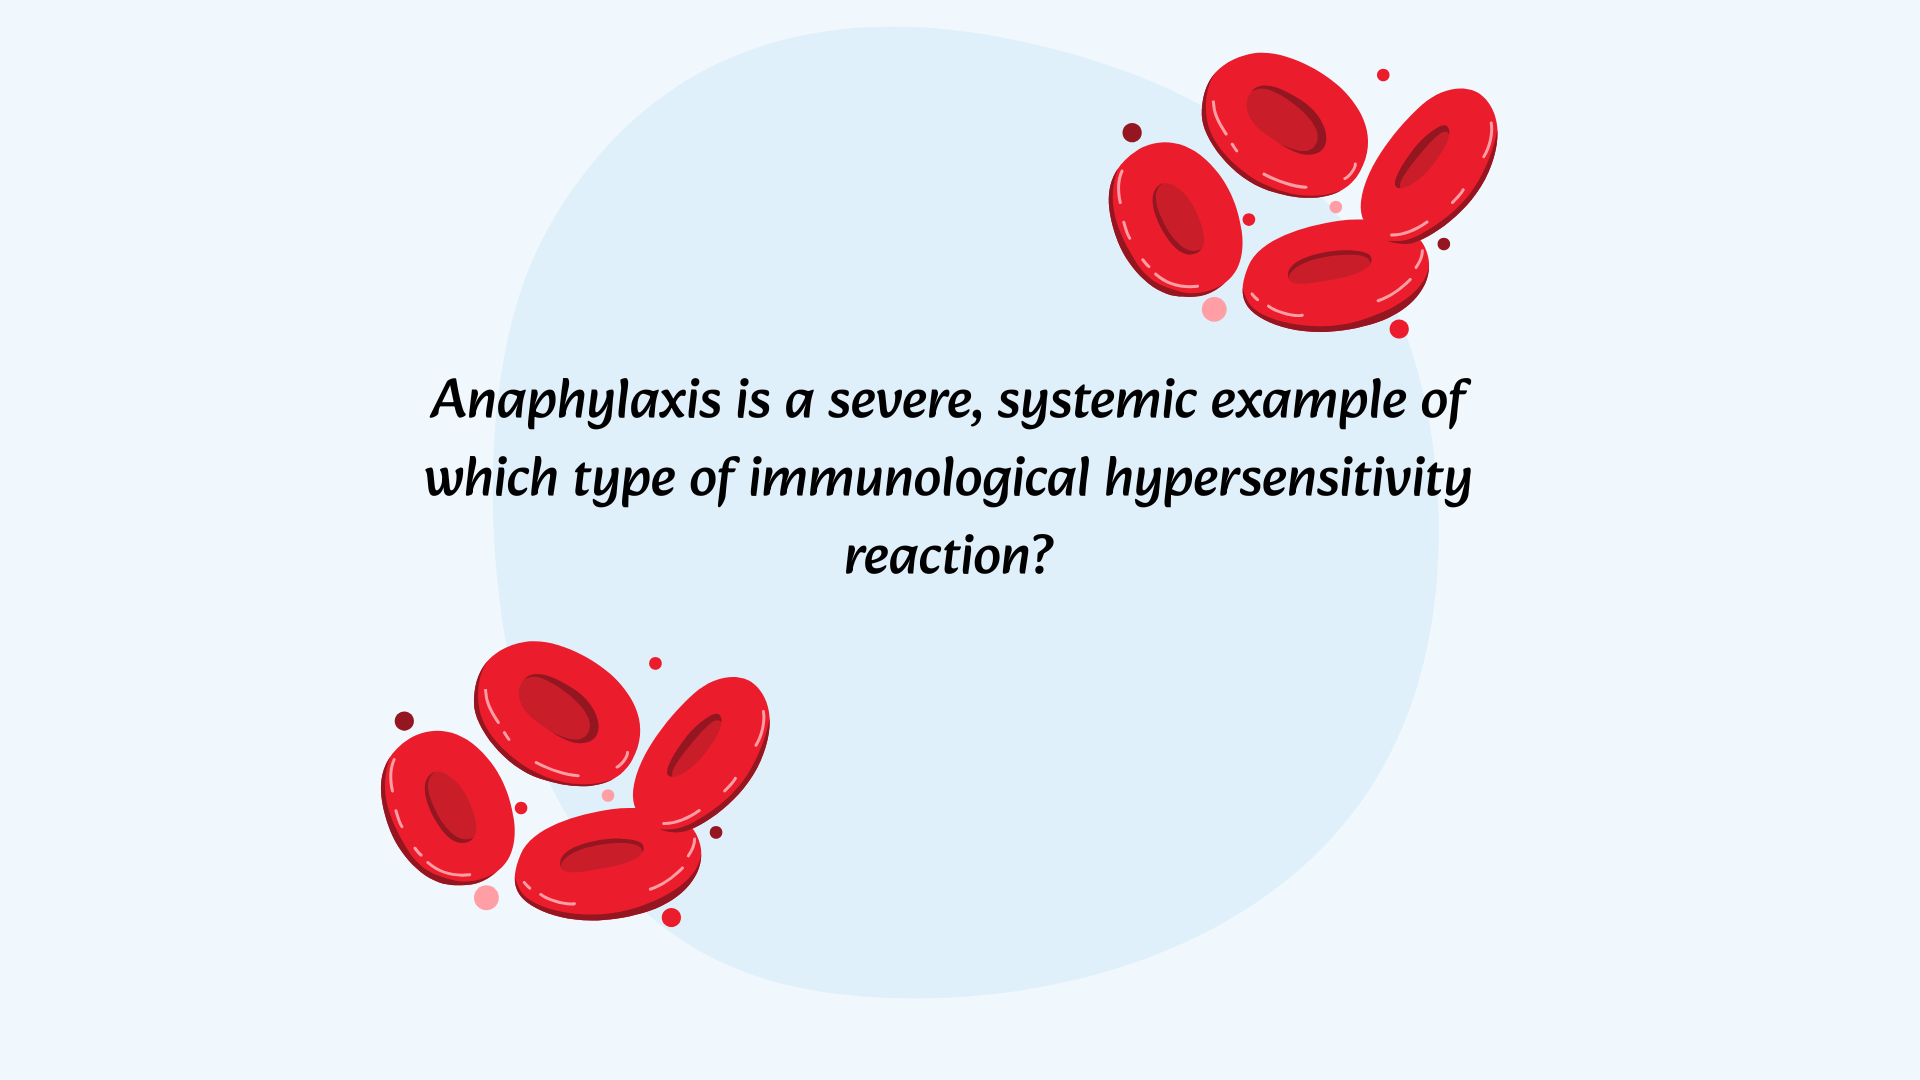 Anaphylaxis is a severe, systemic example of
which type of immunological hypersensitivity
reaction?